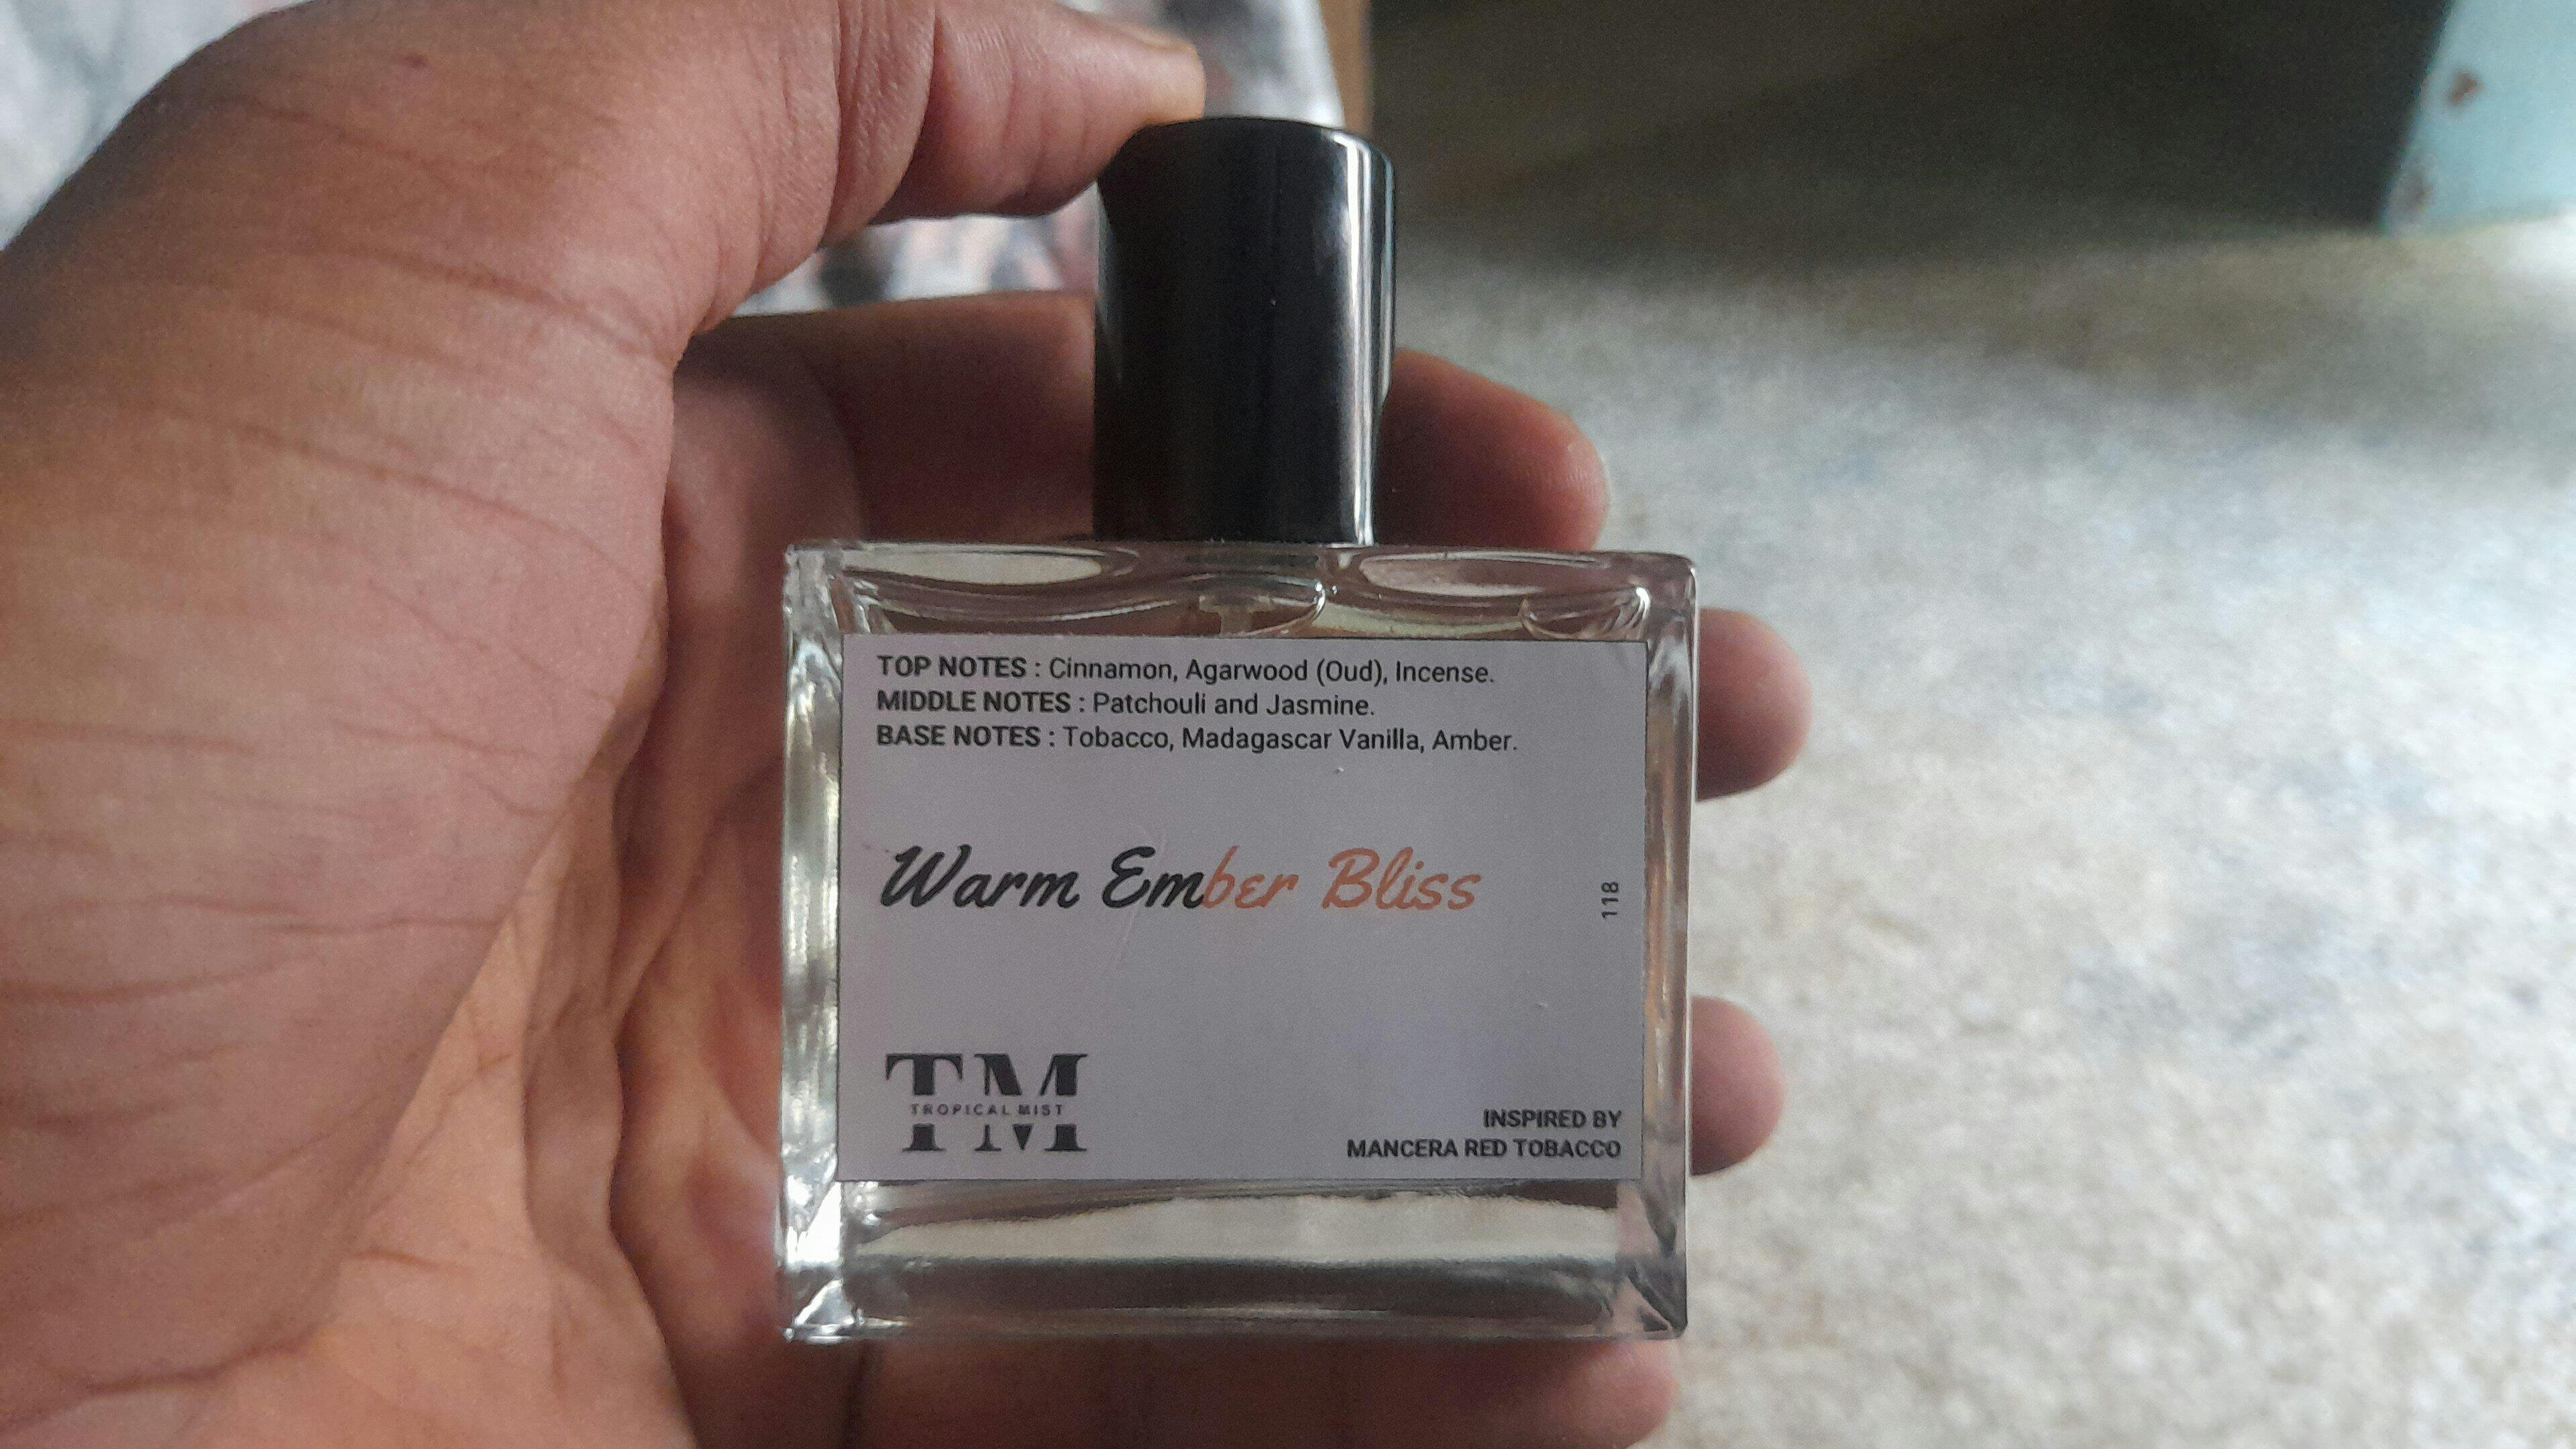 TOP NOTES : Cinnamon, Agarwood (Oud), Incense.
MIDDLE NOTES : Patchouli and Jasmine.
BASE NOTES : Tobacco, Madagascar Vanilla, Amber.
Warm Ember Bliss
118
TM
TROPICAL MIST
INSPIRED BY
MANCERA RED TOBACCO